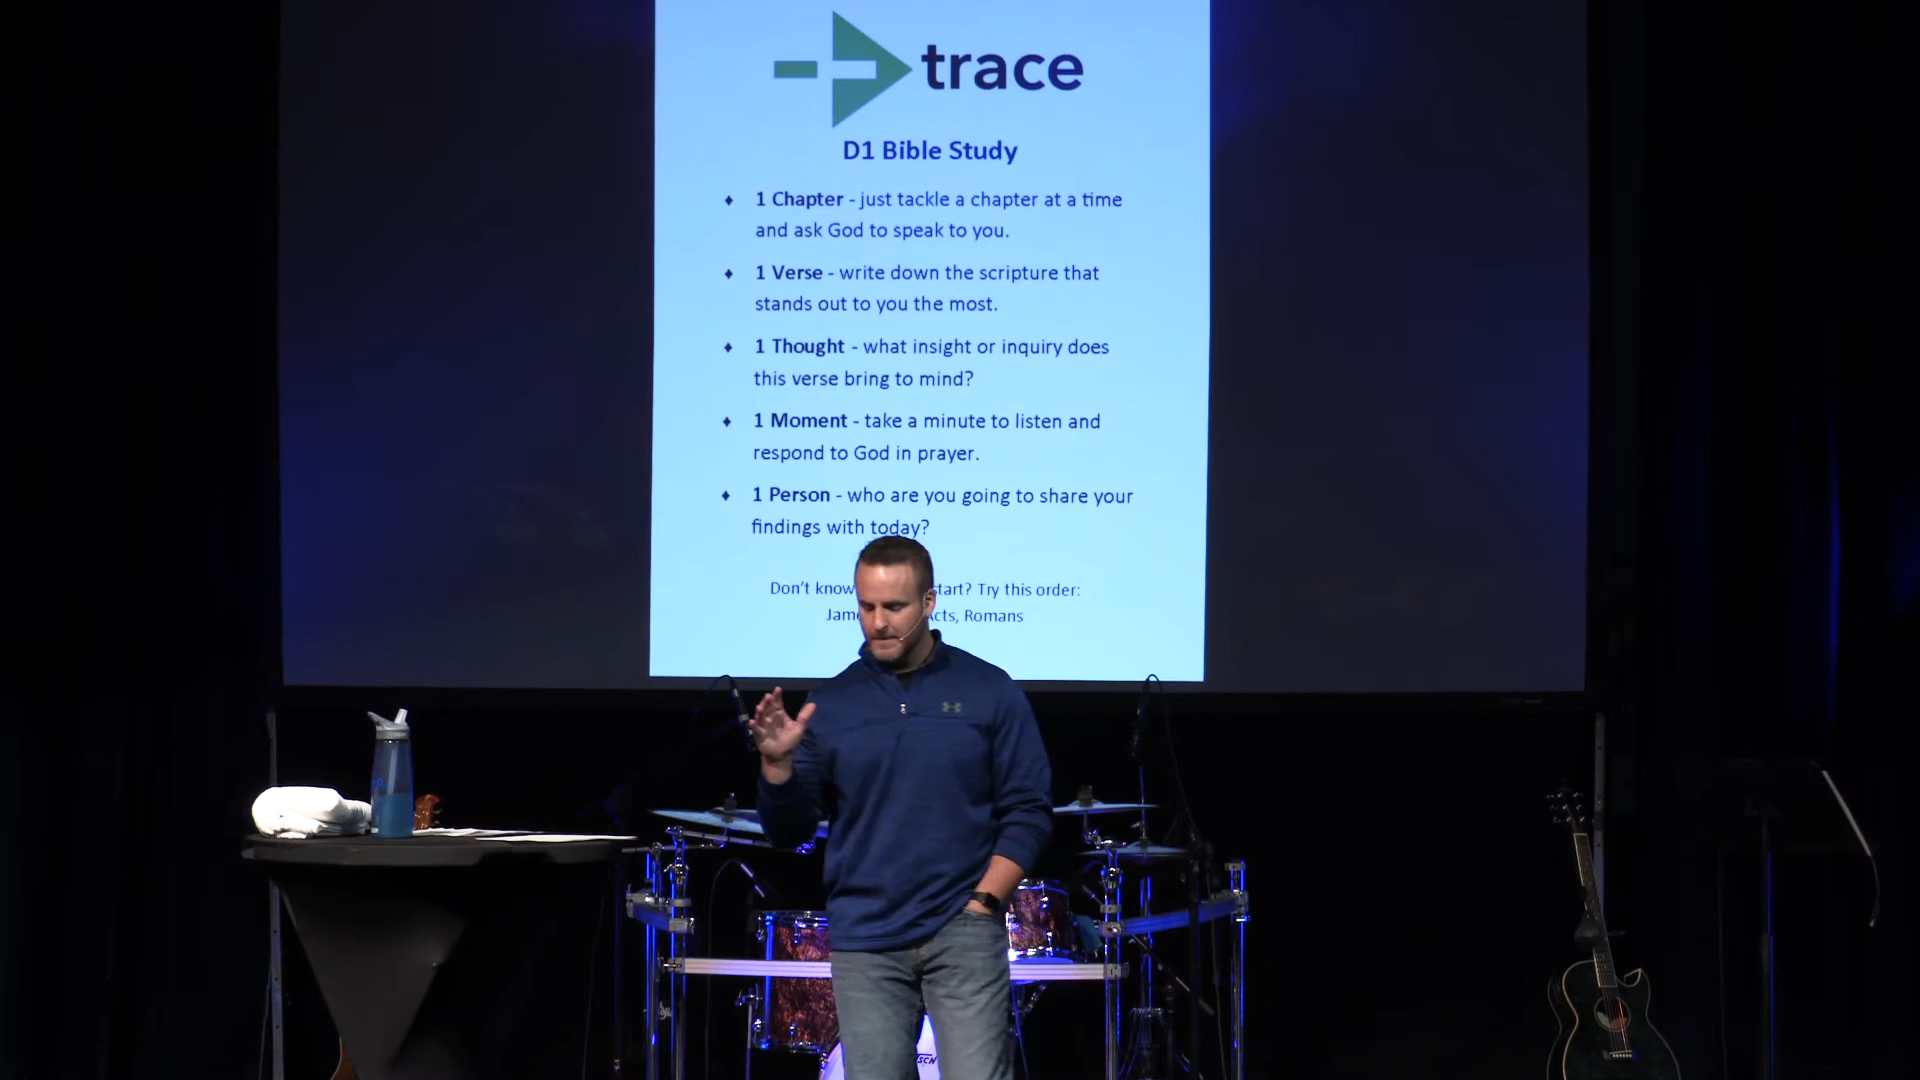 trace
D1 Bible Study
♦ 1 Chapter - just tackle a chapter at a time
and ask God to speak to you.
♦ 1 Verse - write down the scripture that
stands out to you the most.
♦ 1 Thought - what insight or inquiry does
this verse bring to mind?
♦ 1 Moment - take a minute to listen and
respond to God in prayer.
♦ 1 Person - who are you going to share your
findings with today?
Don't know start? Try this order:
Acts, Romans